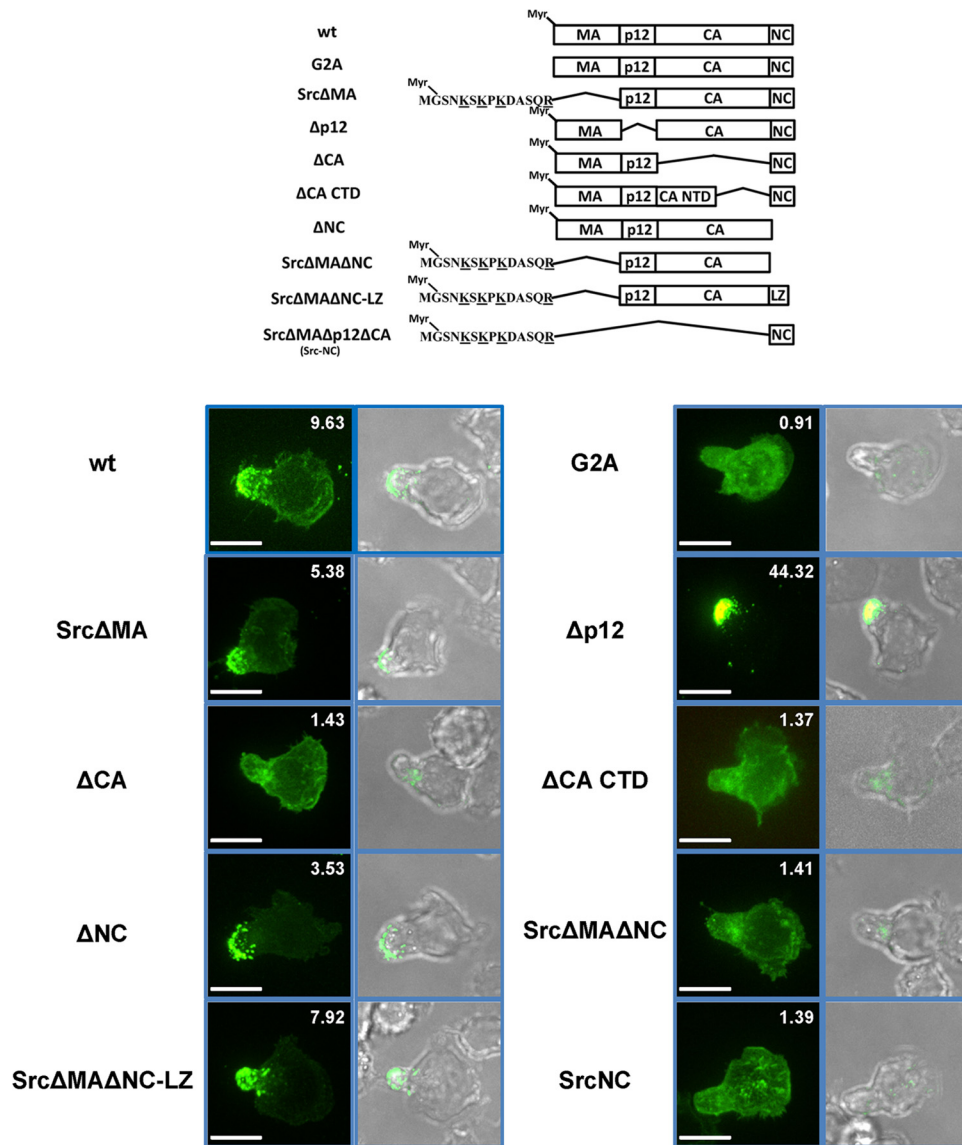 Myr
wt MA p12 CA NC
G2A MA p12 CA NC
Myr
SrcΔMA MGSNKSKPKDASQR p12 CA NC
Myr
Δp12 MA CA NC
Myr
ΔCA MA p12 NC
Myr
ΔCA CTD MA p12 CA NTD NC
Myr
ΔNC MA p12 CA
Myr
SrcΔMAΔNC MGSNKSKPKDASQR p12 CA
Myr
SrcΔMAΔNC-LZ MGSNKSKPKDASQR p12 CA LZ
Myr
SrcΔMAΔp12ΔCA MGSNKSKPKDASQR NC
(Src-NC)
wt 9.63 G2A 0.91
SrcΔMA 5.38 Δp12 44.32
ΔCA 1.43 ΔCA CTD 1.37
ΔNC 3.53 SrcΔMAΔNC 1.41
SrcΔMAΔNC-LZ 7.92 SrcNC 1.39